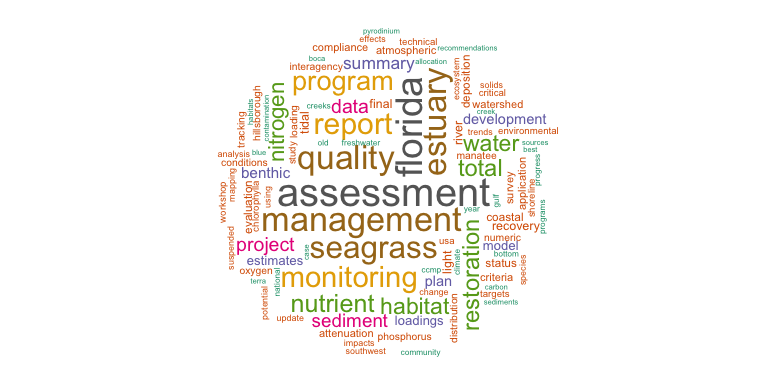 pyrodinium
effects
technical
compliance
atmospheric
recommendations
boca
interagency
summary
allocation
program
florida
estuary
ecosystem
deposition
solids
critical
nitrogen
habitats
hillsborough
tracking
contamination
creeks
data
final
watershed
creek
development
study
loading
tidal
report
river
trends
environmental
old
freshwater
water
sources
best
analysis
blue
conditions
quality
manatee
total
progress
benthic
mapping
workshop
evaluation
chlorophylla
using
assessment
survey
gulf
application
shoreline
programs
management
year
coastal
recovery
numeric
project
suspended
seagrass
case
usa
light
climate
restoration
model
bottom
estimates
oxygen
terra
national
potential
monitoring
ccmp
plan
change
status
species
criteria
carbon
targets
sediments
nutrient
habitat
distribution
update
sediment
loadings
attenuation
phosphorus
impacts
southwest
community